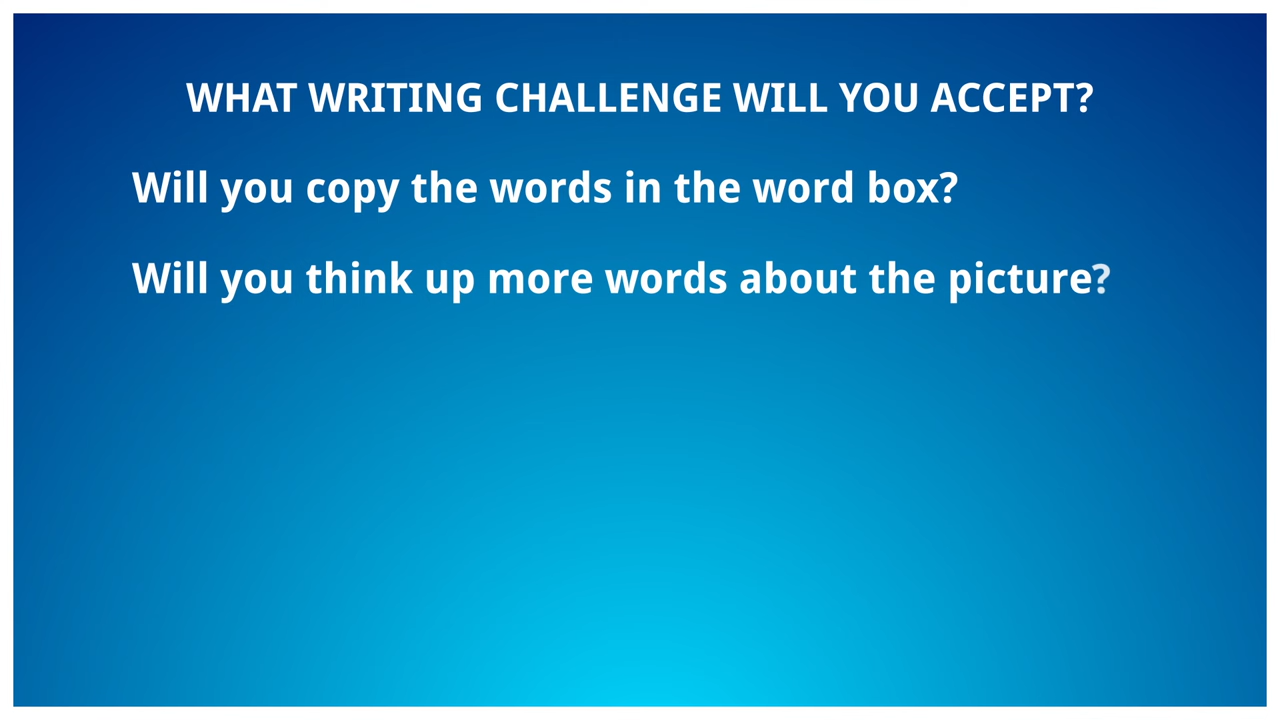 WHAT WRITING CHALLENGE WILL YOU ACCEPT?
Will you copy the words in the word box?
Will you think up more words about the picture?